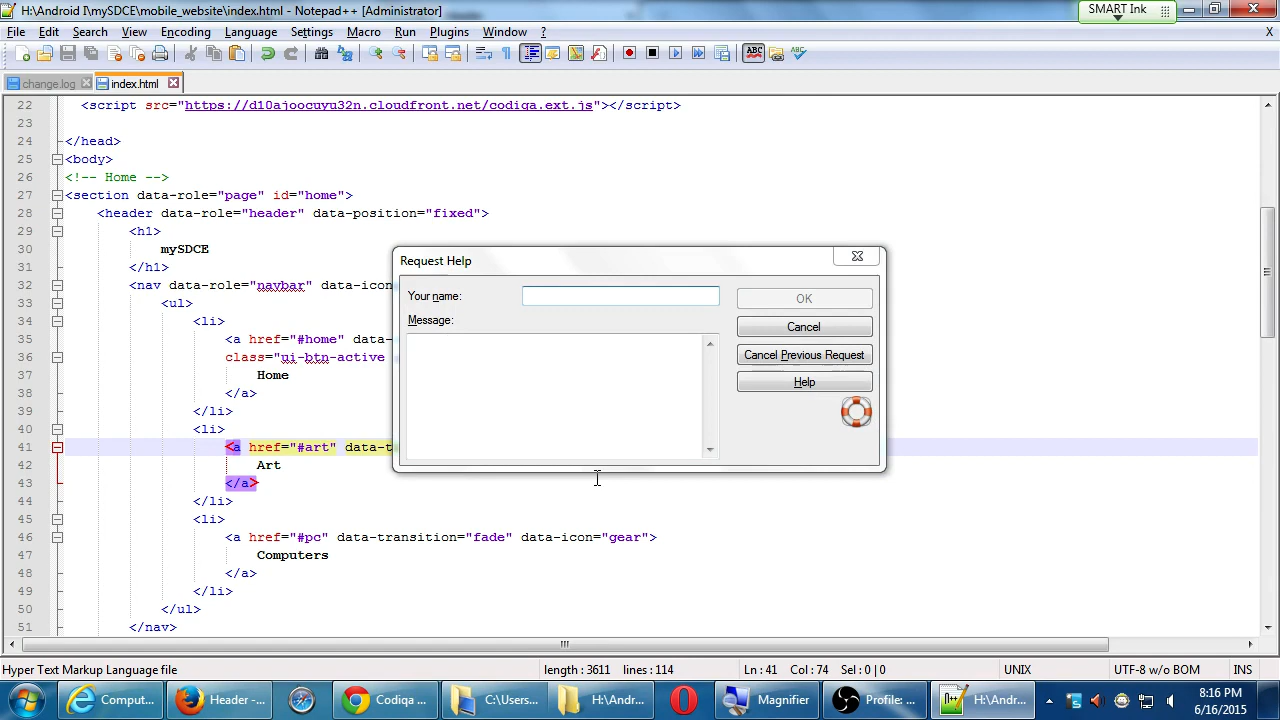 H:\Android I\mySDCE\mobile_website\index.html - Notepad++ [Administrator]
SMART Ink
File Edit Search View Encoding Language Settings Macro Run Plugins Window ?
X
ABC ABC
change.log index.html
22 <script src="https://d10ajoocuyu32n.cloudfront.net/codiqa.ext.js"></script>
23
24 </head>
25 <body>
26 <!-- Home -->
27 <section data-role="page" id="home">
28 <header data-role="header" data-position="fixed">
29 <h1>
30 mySDCE
31 </h1>
32 <nav data-role="navbar" data-icon
33 <ul>
34 <li>
35 <a href="#home" data-
36 class="ui-btn-active
37 Home
38 </a>
39 </li>
40 <li>
41 <a href="#art" data-t
42 Art
43 </a>
44 </li>
45 <li>
46 <a href="#pc" data-transition="fade" data-icon="gear">
47 Computers
48 </a>
49 </li>
50 </ul>
51 </nav>
Request Help
Your name:
OK
Message:
Cancel
Cancel Previous Request
Help
Hyper Text Markup Language file length : 3611 lines : 114 Ln : 41 Col : 74 Sel : 0 | 0 UNIX UTF-8 w/o BOM INS
Comput... Header -... Codiqa ... C:\Users... H:\Andr... Magnifier Profile: ... H:\Andr...
8:16 PM
6/16/2015